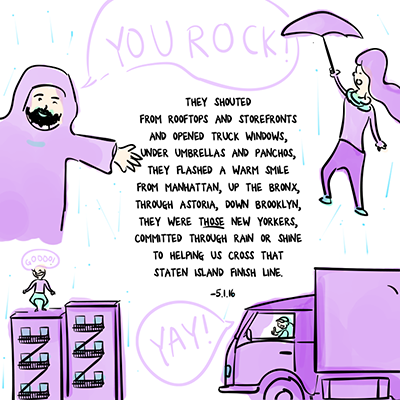 YOU ROCK!
THEY SHOUTED
FROM ROOFTOPS AND STOREFRONTS
AND OPENED TRUCK WINDOWS,
UNDER UMBRELLAS AND PANCHOS,
THEY FLASHED A WARM SMILE
FROM MANHATTAN, UP THE BRONX,
THROUGH ASTORIA, DOWN BROOKLYN,
THEY WERE THOSE NEW YORKERS,
COMMITTED THROUGH RAIN OR SHINE
TO HELPING US CROSS THAT
STATEN ISLAND FINISH LINE.
-5.1.16
GOOOO!
YAY!